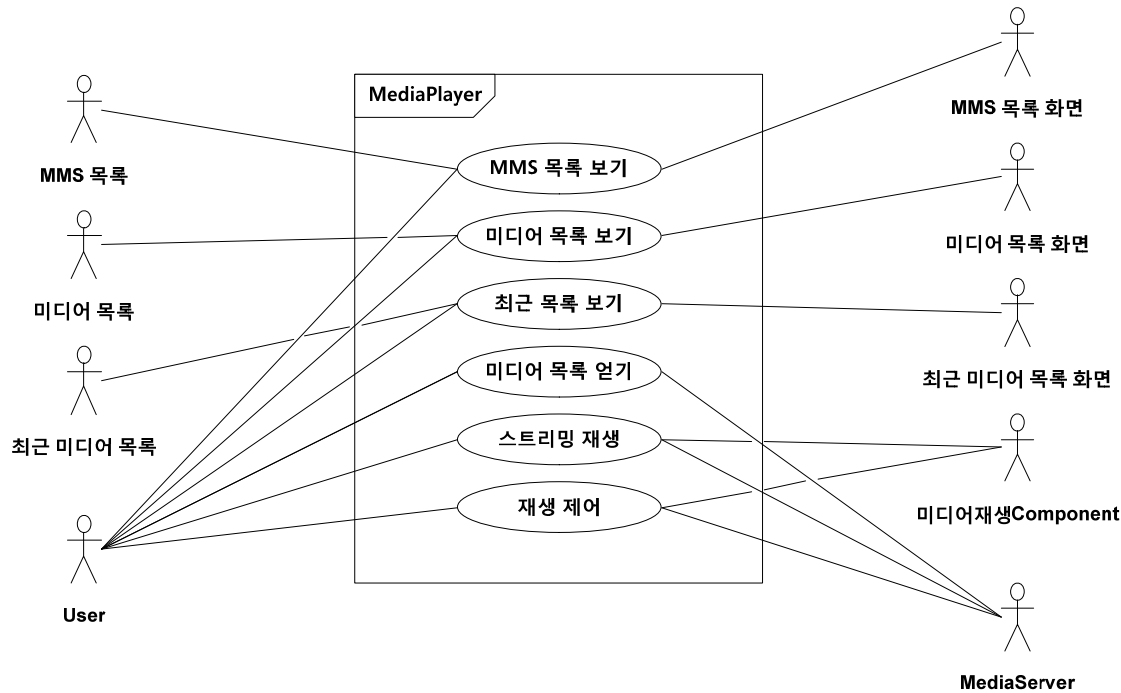 MMS 목록 화면
MediaPlayer
MMS 목록 보기
MMS 목록
미디어 목록 보기
미디어 목록 화면
최근 목록 보기
미디어 목록
미디어 목록 얻기
최근 미디어 목록 화면
스트리밍 재생
최근 미디어 목록
재생 제어
미디어재생Component
User
MediaServer